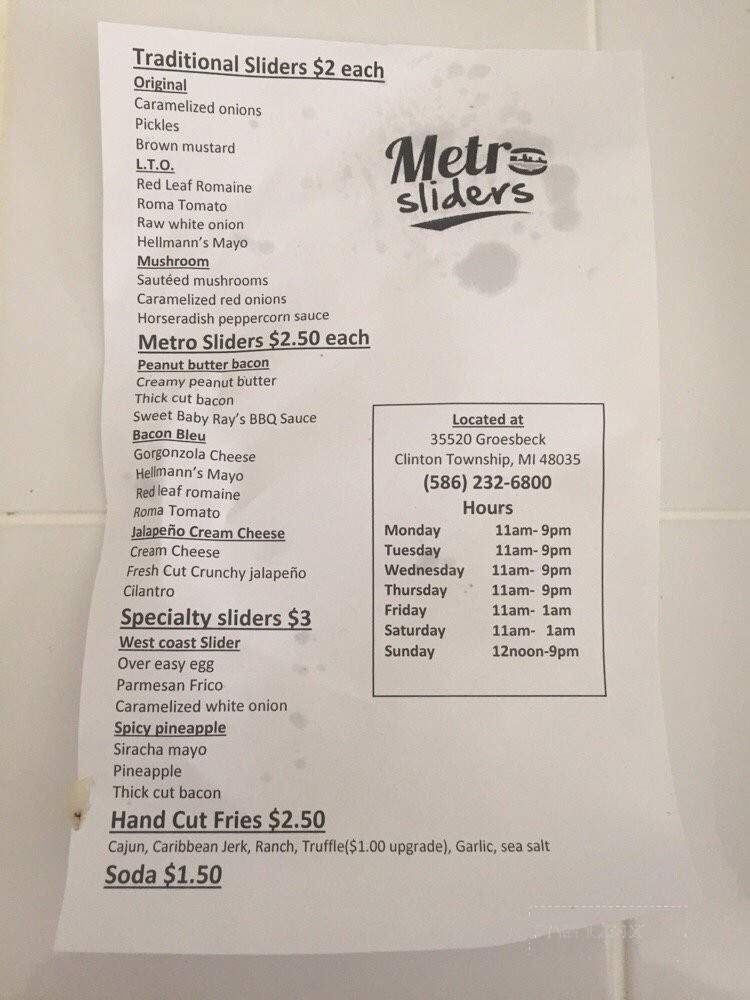 Traditional Sliders $2 each
Original
Caramelized onions
Pickles
Brown mustard
L.T.O.
Red Leaf Romaine
Roma Tomato
Raw white onion
Hellmann's Mayo
Mushroom
Sautéed mushrooms
Caramelized red onions
Horseradish peppercorn sauce
Metro Sliders $2.50 each
Peanut butter bacon
Creamy peanut butter
Thick cut bacon
Sweet Baby Ray's BBQ Sauce
Bacon Bleu
Gorgonzola Cheese
Hellmann's Mayo
Red leaf romaine
Roma Tomato
Jalapeño Cream Cheese
Cream Cheese
Fresh Cut Crunchy jalapeño
Cilantro
Specialty sliders $3
West coast Slider
Over easy egg
Parmesan Frico
Caramelized white onion
Spicy pineapple
Siracha mayo
Pineapple
Thick cut bacon
Hand Cut Fries $2.50
Cajun, Caribbean Jerk, Ranch, Truffle($1.00 upgrade), Garlic, sea salt
Soda $1.50
Metro
sliders
Located at
35520 Groesbeck
Clinton Township, MI 48035
(586) 232-6800
Hours
Monday 11am- 9pm
Tuesday 11am- 9pm
Wednesday 11am- 9pm
Thursday 11am- 9pm
Friday 11am- 1am
Saturday 11am- 1am
Sunday 12noon-9pm